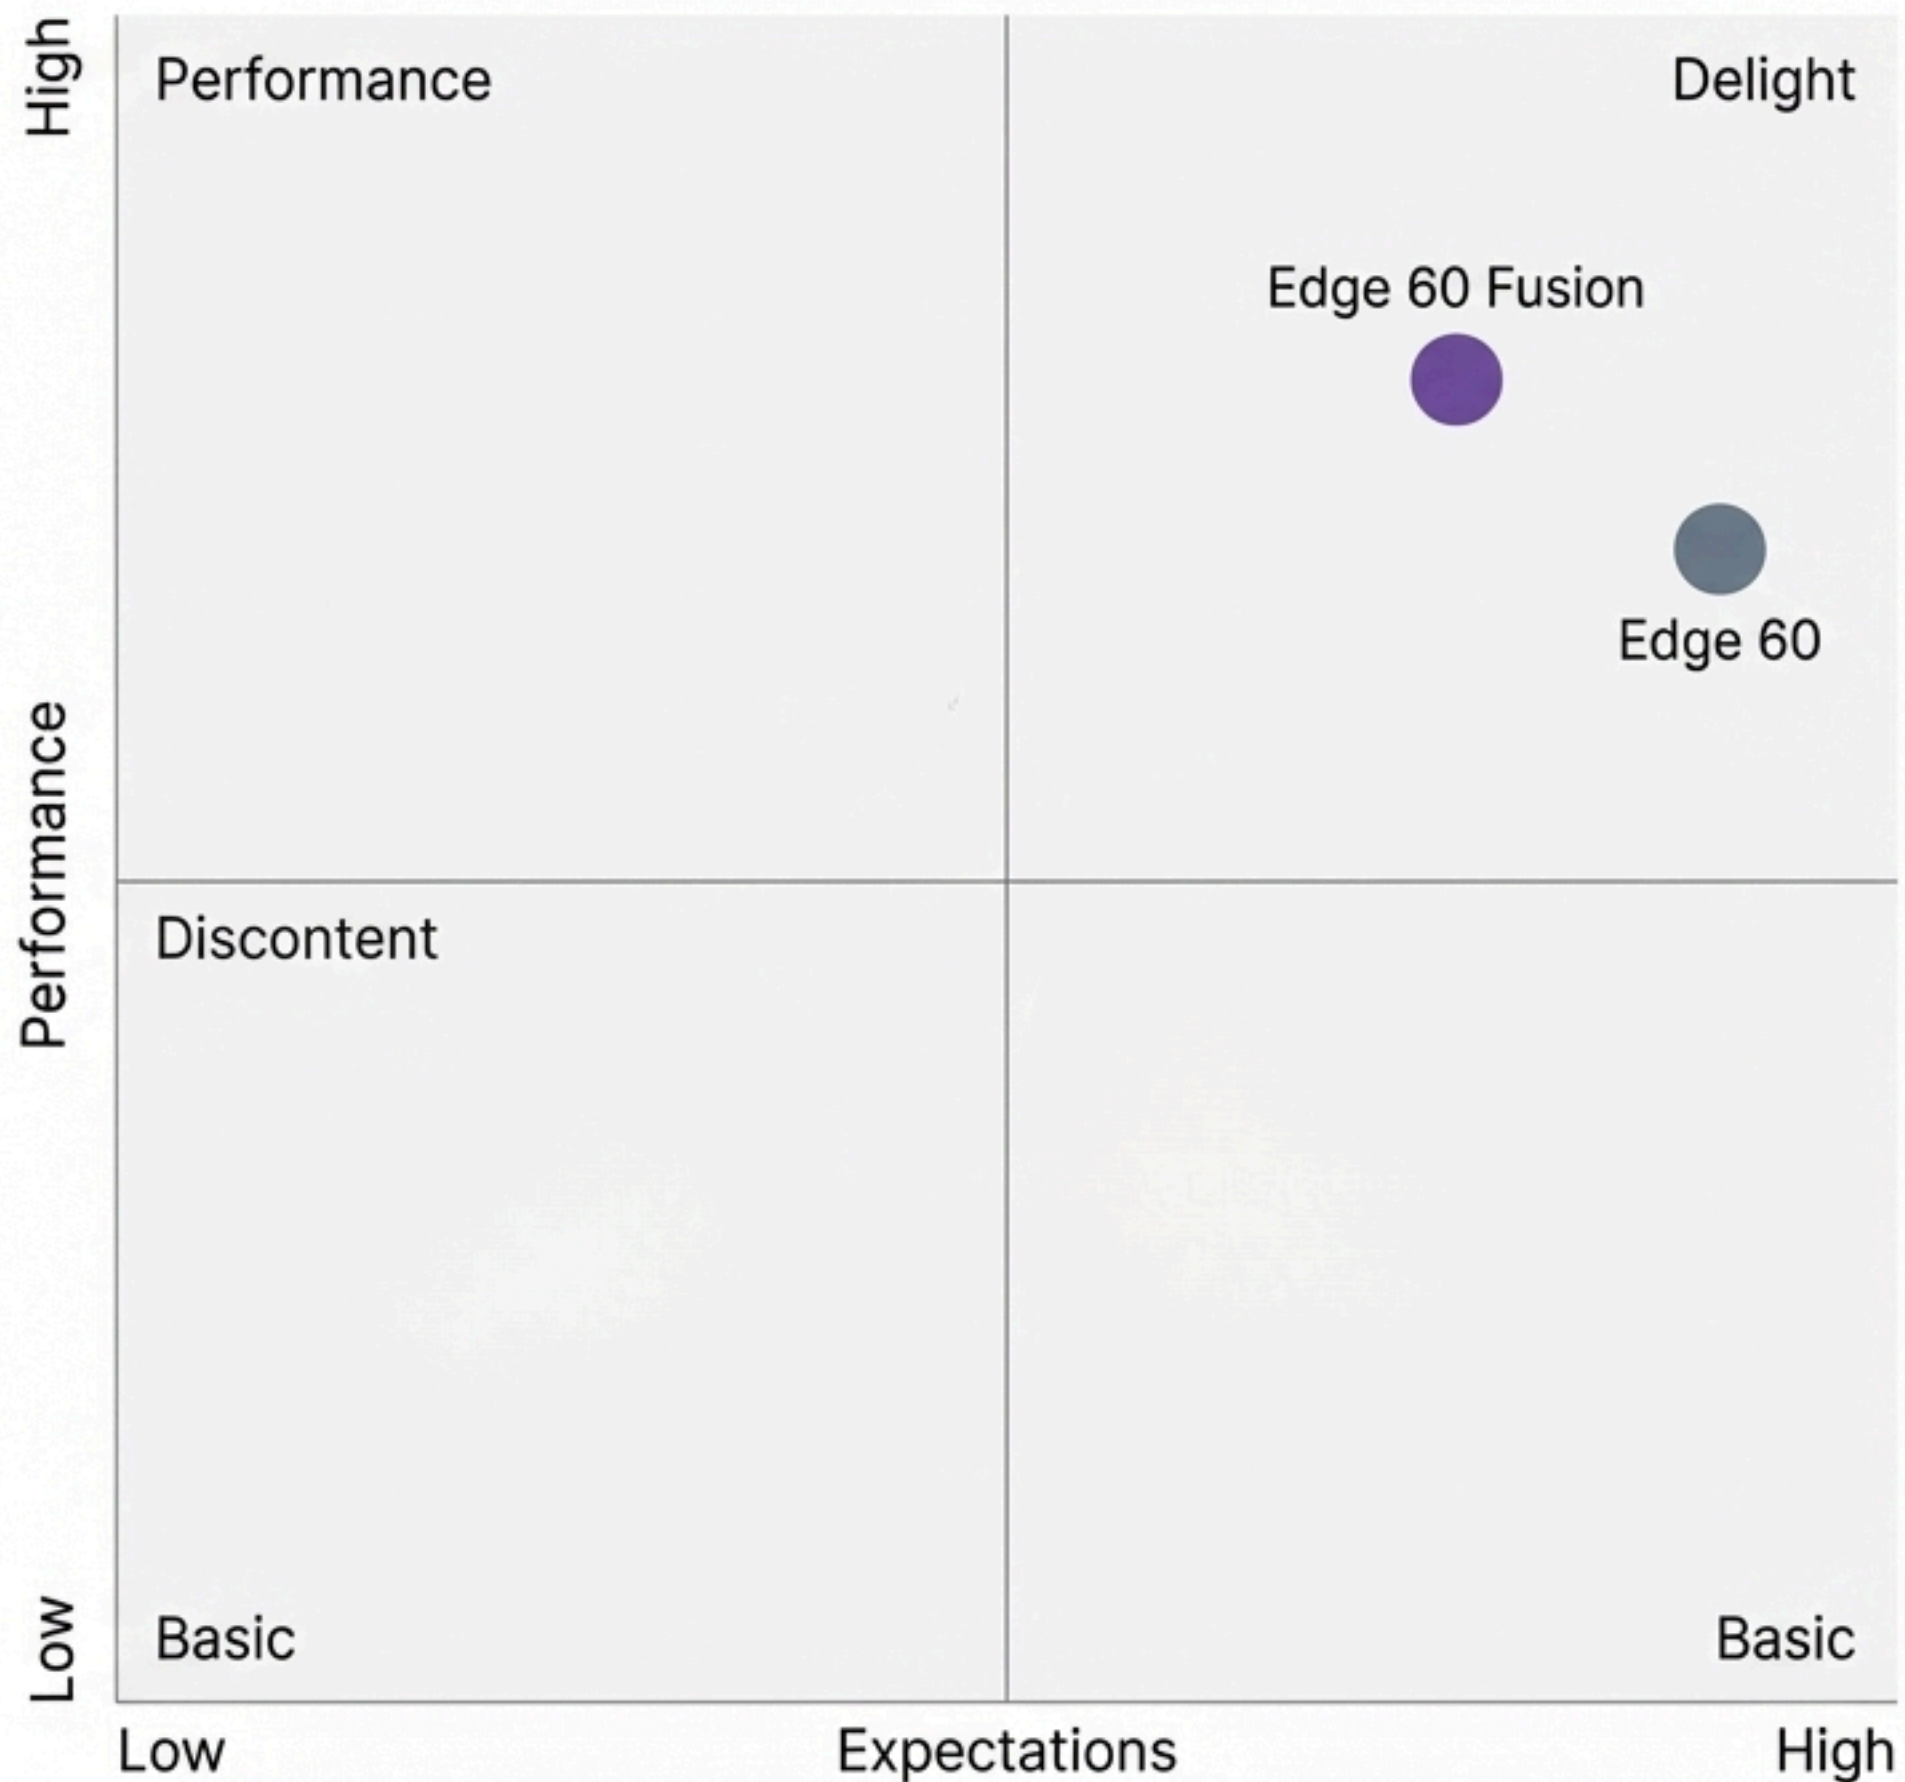 High
Performance
Delight
Edge 60 Fusion
Edge 60
Performance
Discontent
Basic
Basic
Low
Low
Expectations
High